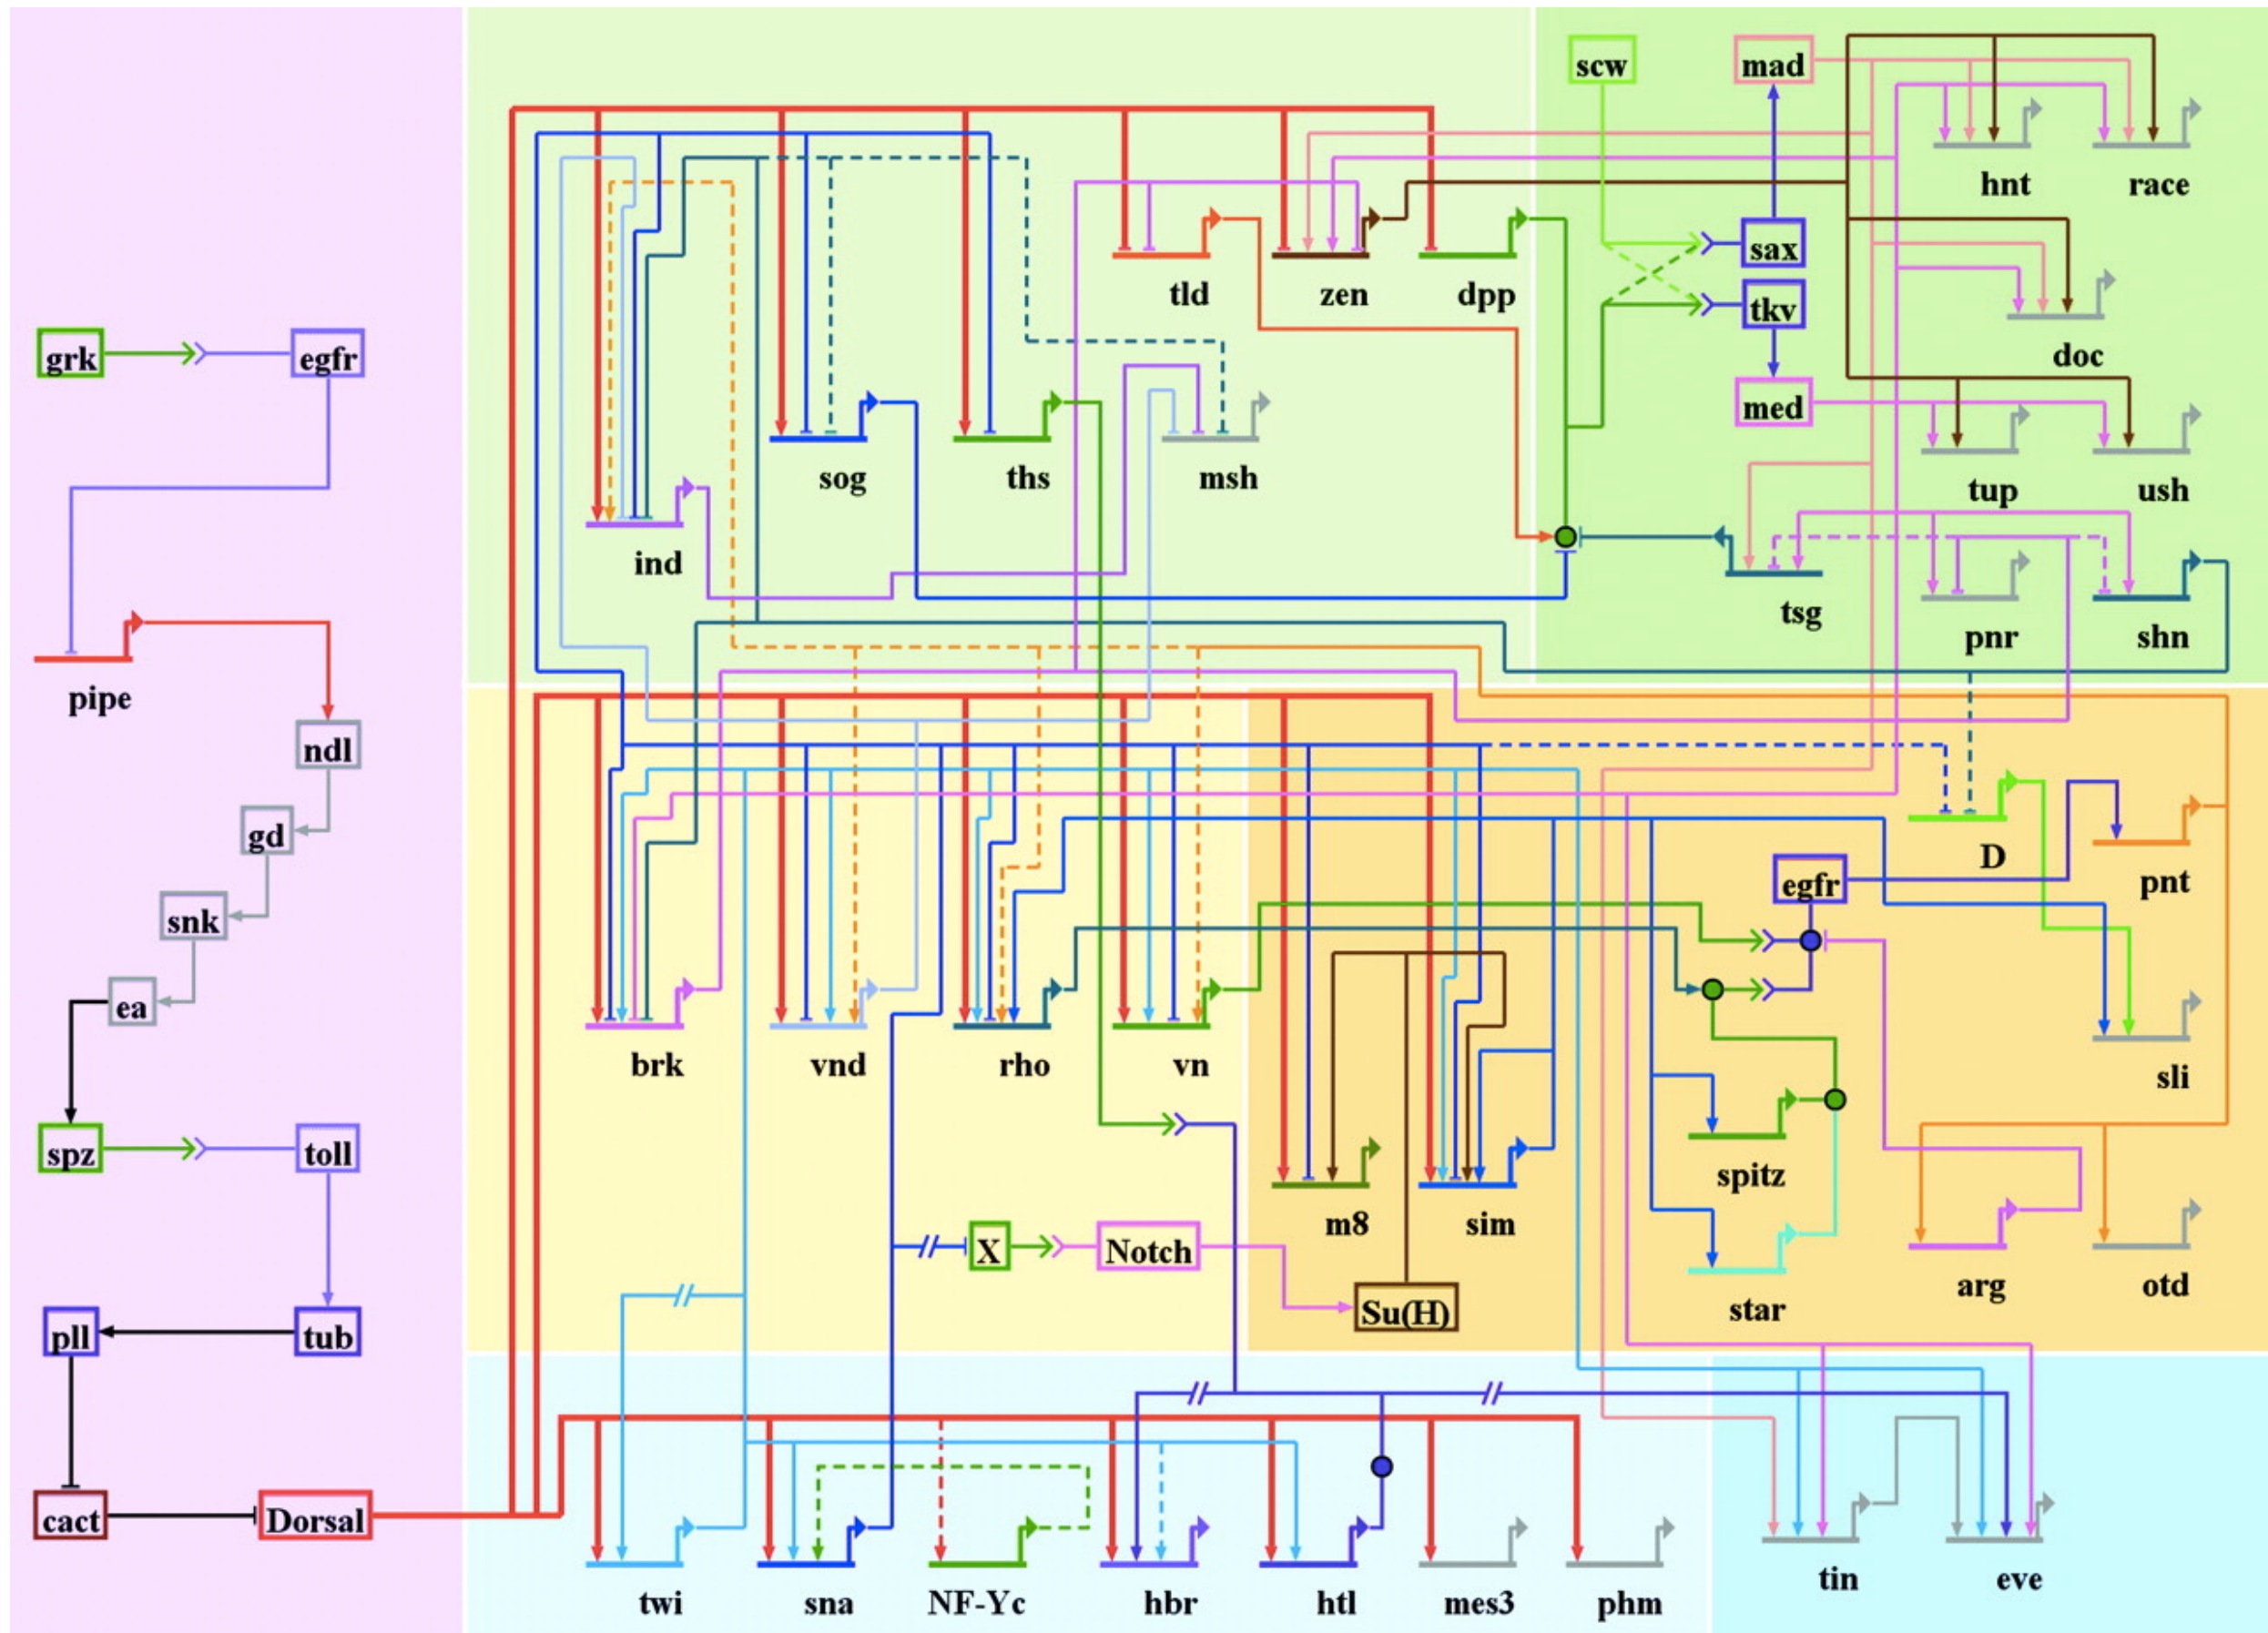 scw
mad
hnt
race
sax
tkv
tld
zen
dpp
grk
egfr
doc
med
sog
ths
msh
tup
ush
ind
tsg
pnr
shn
pipe
ndl
gd
D
egfr
pnt
snk
ea
brk
vnd
rho
vn
sli
spz
toll
spitz
m8
sim
X
Notch
arg
otd
Su(H)
star
pll
tub
cact
Dorsal
twi
sna
NF-Yc
hbr
htl
mes3
phm
tin
eve